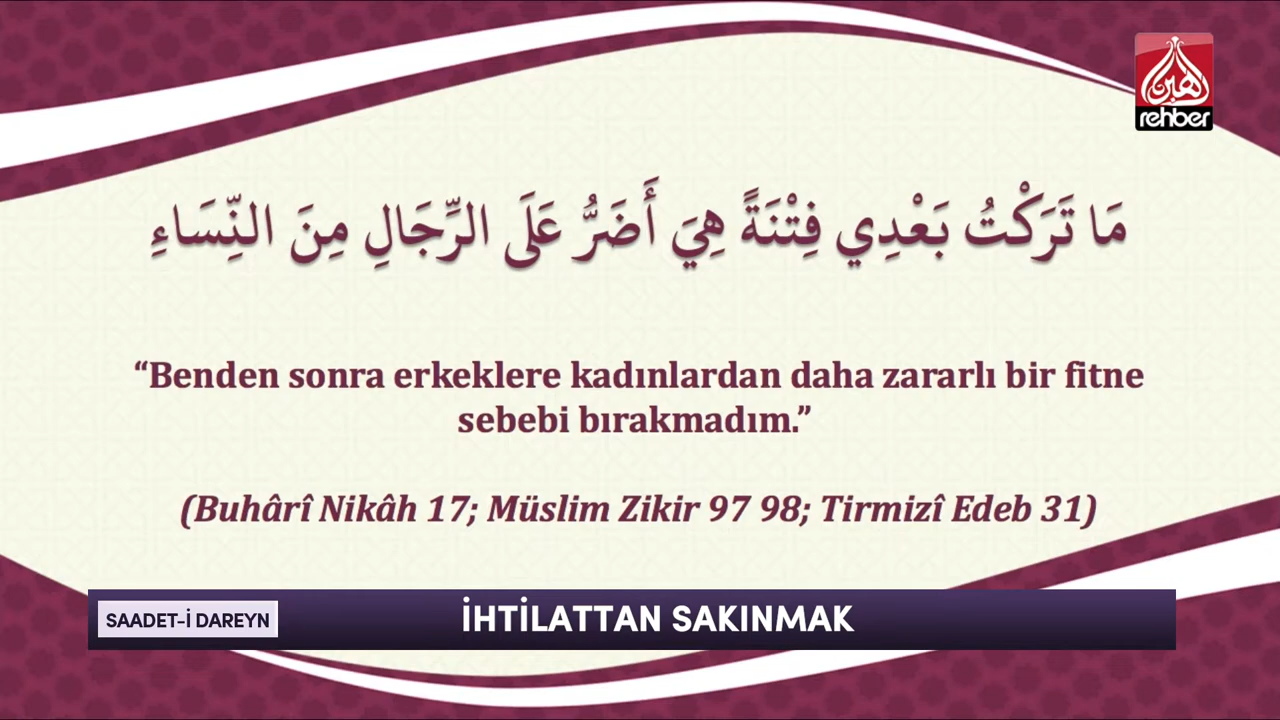 رهبر
rehber
مَا تَرَكْتُ بَعْدِي فِتْنَةً هِيَ أَضَرُّ عَلَى الرِّجَالِ مِنَ النِّسَاءِ
“Benden sonra erkeklere kadınlardan daha zararlı bir fitne
sebebi bırakmadım.”
(Buhârî Nikâh 17; Müslim Zikir 97 98; Tirmizî Edeb 31)
SAADET-İ DAREYN
İHTİLATTAN SAKINMAK